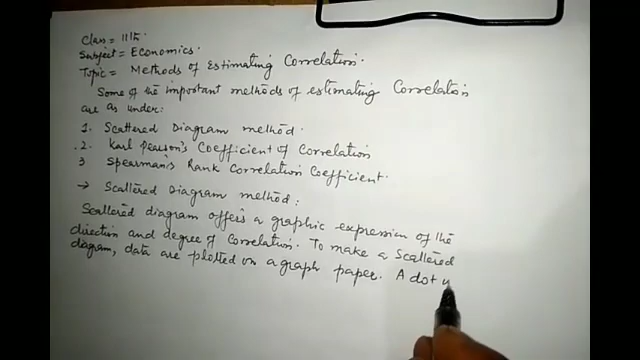 Class = 11th.
Subject = Economics.
Topic = Methods of Estimating Correlation.
Some of the important methods of estimating Correlation
are as under:
1. Scattered Diagram method.
2. Karl Pearson's Coefficient of Correlation
3 Spearman's Rank Correlation Coefficient.
→ Scattered Diagram method:
Scattered diagram offers a graphic expression of the
direction and degree of Correlation. To make a Scattered
diagram, data are plotted on a graph paper. A dot